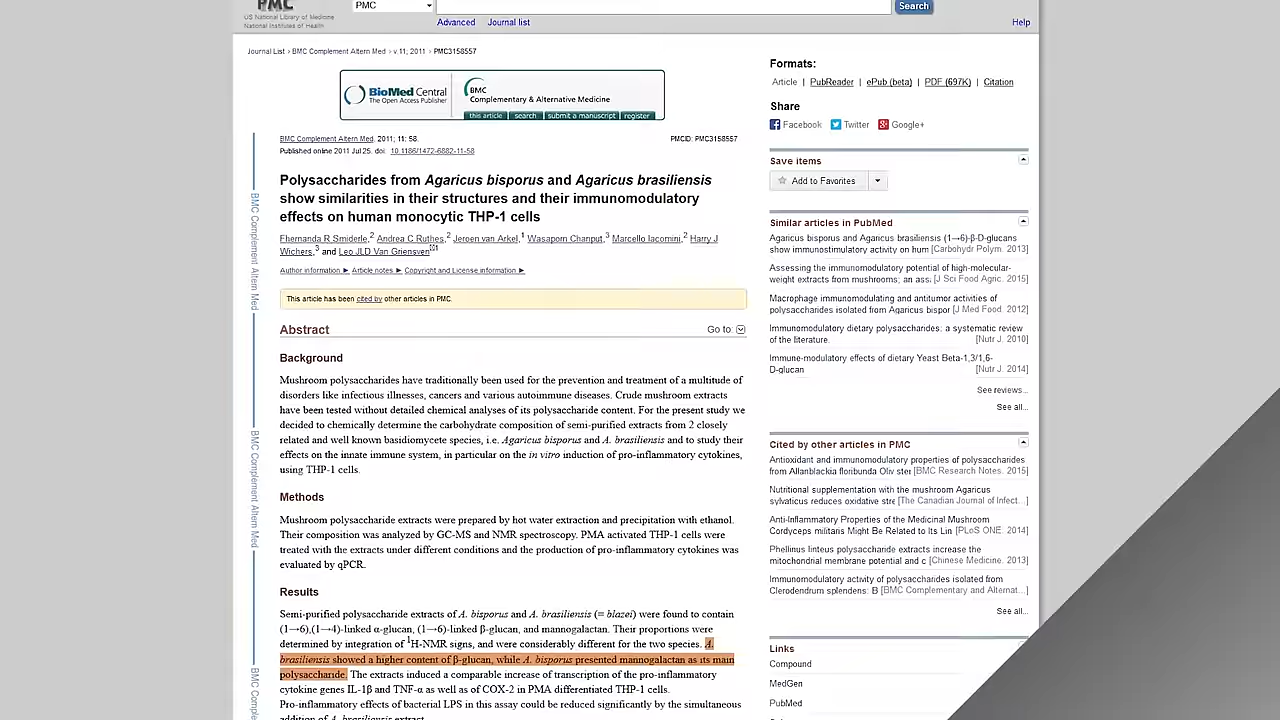 PMC
US National Library of Medicine
National Institutes of Health
PMC
Search
Advanced Journal list
Help
Journal List > BMC Complement Altern Med > v.11; 2011 > PMC3158557
BioMed Central
The Open Access Publisher
BMC
Complementary & Alternative Medicine
this article search submit a manuscript register
BMC Complement Altern Med. 2011; 11: 58.
PMCID: PMC3158557
Published online 2011 Jul 25. doi: 10.1186/1472-6882-11-58
Polysaccharides from Agaricus bisporus and Agaricus brasiliensis
show similarities in their structures and their immunomodulatory
effects on human monocytic THP-1 cells
Fhernanda R Smiderle,2 Andrea C Ruthes,2 Jeroen van Arkel,1 Wasaporn Chanput,3 Marcello Iacomini,2 Harry J
Wichers,3 and Leo JLD Van Griensven1
Author information ► Article notes ► Copyright and License information ►
This article has been cited by other articles in PMC.
Abstract
Go to:
Background
Mushroom polysaccharides have traditionally been used for the prevention and treatment of a multitude of
disorders like infectious illnesses, cancers and various autoimmune diseases. Crude mushroom extracts
have been tested without detailed chemical analyses of its polysaccharide content. For the present study we
decided to chemically determine the carbohydrate composition of semi-purified extracts from 2 closely
related and well known basidiomycete species, i.e. Agaricus bisporus and A. brasiliensis and to study their
effects on the innate immune system, in particular on the in vitro induction of pro-inflammatory cytokines,
using THP-1 cells.
Methods
Mushroom polysaccharide extracts were prepared by hot water extraction and precipitation with ethanol.
Their composition was analyzed by GC-MS and NMR spectroscopy. PMA activated THP-1 cells were
treated with the extracts under different conditions and the production of pro-inflammatory cytokines was
evaluated by qPCR.
Results
Semi-purified polysaccharide extracts of A. bisporus and A. brasiliensis (= blazei) were found to contain
(1→6),(1→4)-linked α-glucan, (1→6)-linked β-glucan, and mannogalactan. Their proportions were
determined by integration of 1H-NMR signs, and were considerably different for the two species. A.
brasiliensis showed a higher content of β-glucan, while A. bisporus presented mannogalactan as its main
polysaccharide. The extracts induced a comparable increase of transcription of the pro-inflammatory
cytokine genes IL-1β and TNF-α as well as of COX-2 in PMA differentiated THP-1 cells.
Pro-inflammatory effects of bacterial LPS in this assay could be reduced significantly by the simultaneous
addition of A. brasiliensis extract.
BMC Complement Altern Med
BMC Complement Altern Med
BMC Comple
Formats:
Article | PubReader | ePub (beta) | PDF (697K) | Citation
Share
Facebook Twitter Google+
Save items
Add to Favorites
Similar articles in PubMed
Agaricus bisporus and Agaricus brasiliensis (1→6)-β-D-glucans
show immunostimulatory activity on hum [Carbohydr Polym. 2013]
Assessing the immunomodulatory potential of high-molecular-
weight extracts from mushrooms; an ass. [J Sci Food Agric. 2015]
Macrophage immunomodulating and antitumor activities of
polysaccharides isolated from Agaricus bispor [J Med Food. 2012]
Immunomodulatory dietary polysaccharides: a systematic review
of the literature. [Nutr J. 2010]
Immune-modulatory effects of dietary Yeast Beta-1,3/1,6-
D-glucan [Nutr J. 2014]
See reviews...
See all...
Cited by other articles in PMC
Antioxidant and immunomodulatory properties of polysaccharides
from Allanblackia floribunda Oliv ster [BMC Research Notes. 2015]
Nutritional supplementation with the mushroom Agaricus
sylvaticus reduces oxidative stre [The Canadian Journal of Infect...]
Anti-Inflammatory Properties of the Medicinal Mushroom
Cordyceps militaris Might Be Related to Its Lin [PLoS ONE. 2014]
Phellinus linteus polysaccharide extracts increase the
mitochondrial membrane potential and c [Chinese Medicine. 2013]
Immunomodulatory activity of polysaccharides isolated from
Clerodendrum splendens: B [BMC Complementary and Alternat...]
See all...
Links
Compound
MedGen
PubMed